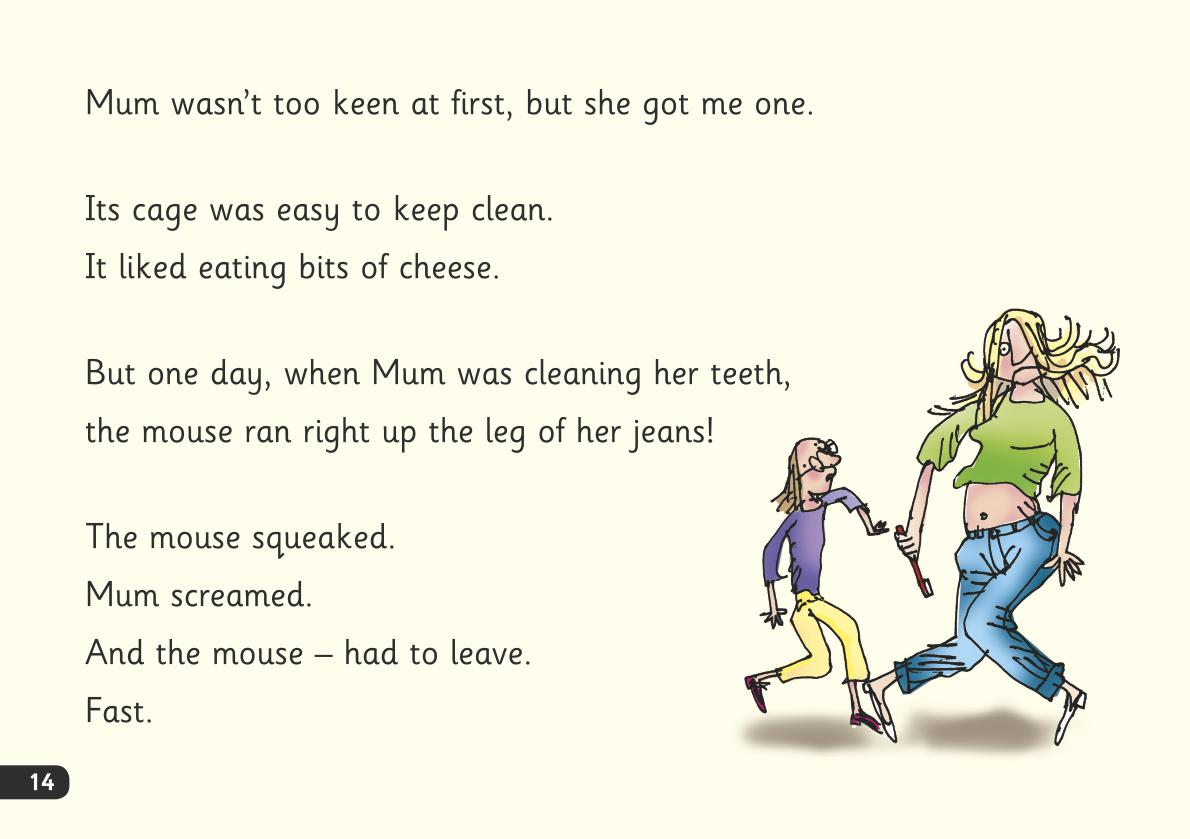 Mum wasn’t too keen at first, but she got me one.
Its cage was easy to keep clean.
It liked eating bits of cheese.
But one day, when Mum was cleaning her teeth,
the mouse ran right up the leg of her jeans!
The mouse squeaked.
Mum screamed.
And the mouse – had to leave.
Fast.
14